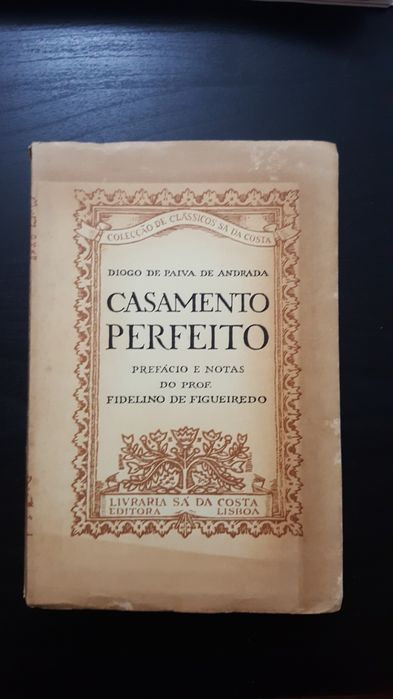 COLECÇÃO DE CLÁSSICOS SÁ DA COSTA
DIOGO DE PAIVA DE ANDRADA
CASAMENTO
PERFEITO
PREFÁCIO E NOTAS
DO PROF.
FIDELINO DE FIGUEIREDO
LIVRARIA SÁ DA COSTA
EDITORA LISBOA